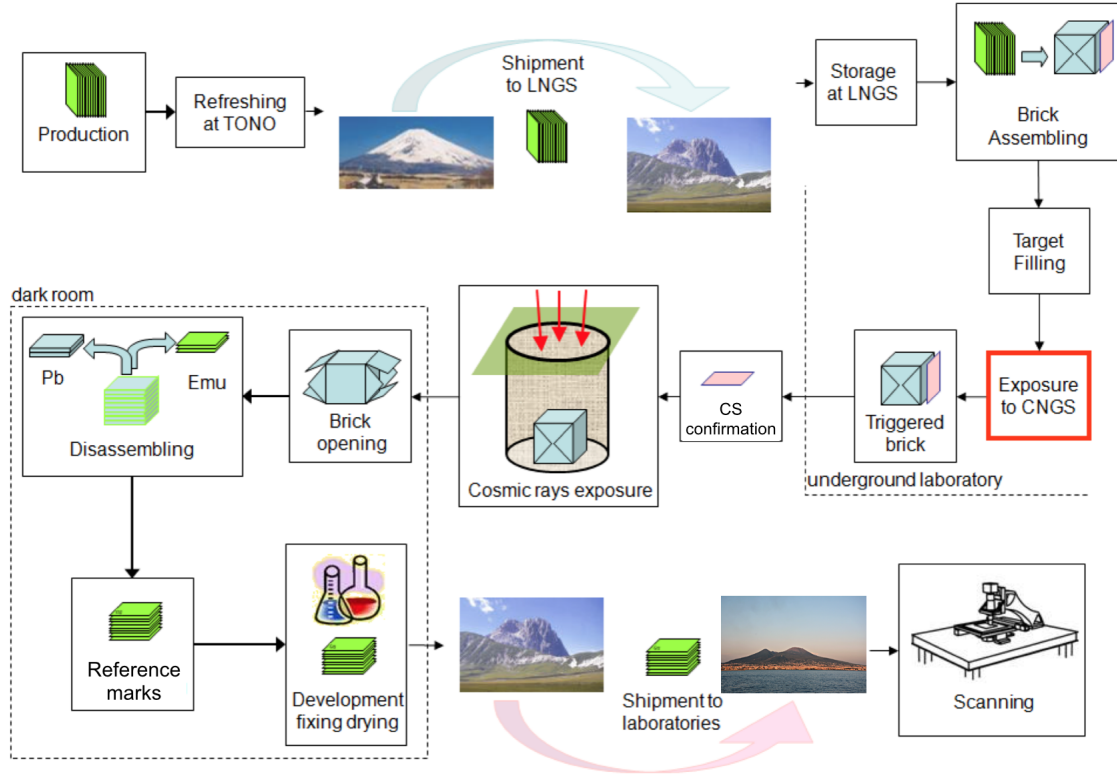 Production
Refreshing
at TONO
Shipment
to LNGS
Storage
at LNGS
Brick
Assembling
Target
Filling
Exposure
to CNGS
Triggered
brick
underground laboratory
CS
confirmation
Cosmic rays exposure
dark room
Brick
opening
Pb
Emu
Disassembling
Reference
marks
Development
fixing drying
Shipment to
laboratories
Scanning